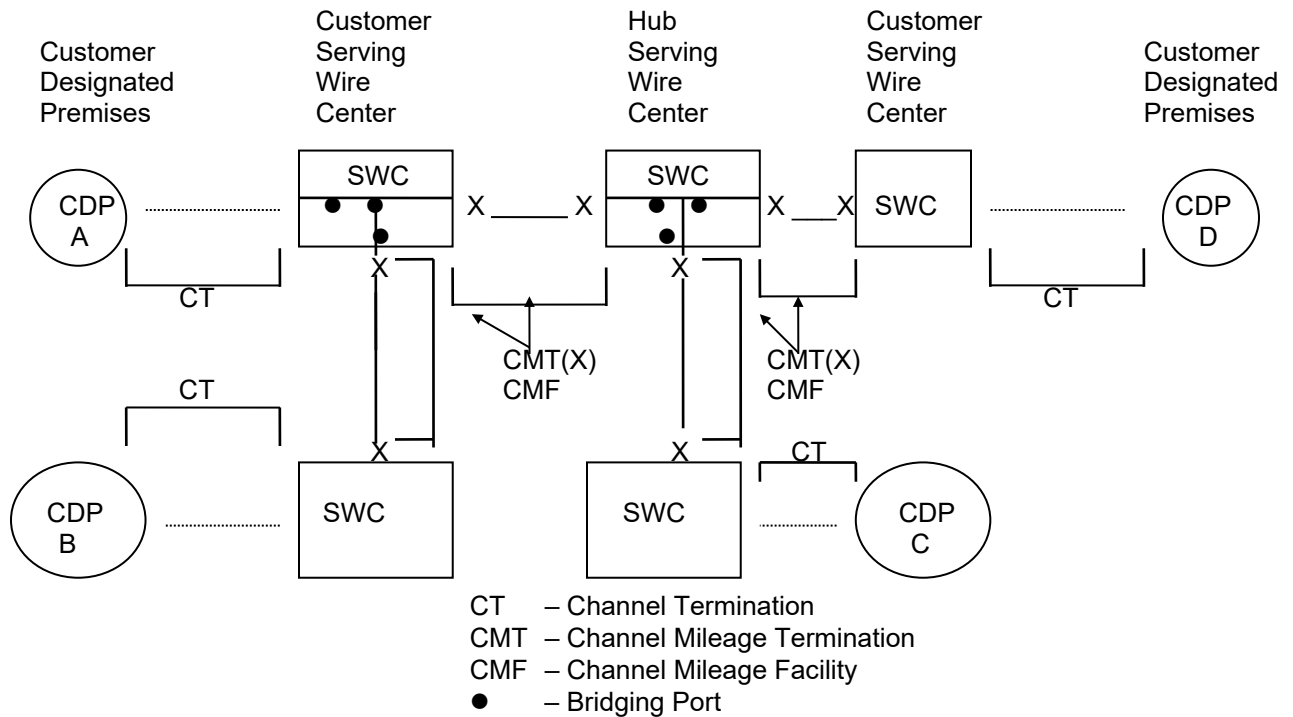 Customer
Designated
Premises
Customer
Serving
Wire
Center
Hub
Serving
Wire
Center
Customer
Serving
Wire
Center
Customer
Designated
Premises
CDP
A
SWC
X
X
SWC
X
X
SWC
CDP
D
CT
X
X
CT
CMT(X)
CMF
CMT(X)
CMF
CT
X
X
CT
CDP
B
SWC
SWC
CDP
C
CT – Channel Termination
CMT – Channel Mileage Termination
CMF – Channel Mileage Facility
● – Bridging Port